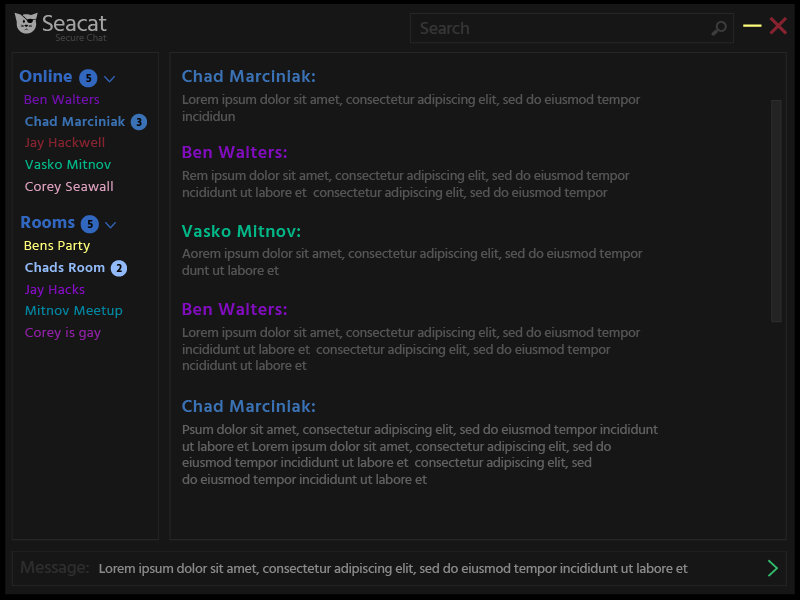 Seacat
Secure Chat
Search
Online 5
Ben Walters
Chad Marciniak 3
Jay Hackwell
Vasko Mitnov
Corey Seawall
Rooms 5
Bens Party
Chads Room 2
Jay Hacks
Mitnov Meetup
Corey is gay
Chad Marciniak:
Lorem ipsum dolor sit amet, consectetur adipiscing elit, sed do eiusmod tempor
incididun
Ben Walters:
Rem ipsum dolor sit amet, consectetur adipiscing elit, sed do eiusmod tempor
ncididunt ut labore et  consectetur adipiscing elit, sed do eiusmod tempor
Vasko Mitnov:
Aorem ipsum dolor sit amet, consectetur adipiscing elit, sed do eiusmod tempor
dunt ut labore et
Ben Walters:
Lorem ipsum dolor sit amet, consectetur adipiscing elit, sed do eiusmod tempor
incididunt ut labore et  consectetur adipiscing elit, sed do eiusmod tempor
ncididunt ut labore et
Chad Marciniak:
Psum dolor sit amet, consectetur adipiscing elit, sed do eiusmod tempor incididunt
ut labore et Lorem ipsum dolor sit amet, consectetur adipiscing elit, sed do
eiusmod tempor incididunt ut labore et  consectetur adipiscing elit, sed
do eiusmod tempor incididunt ut labore et
Message: Lorem ipsum dolor sit amet, consectetur adipiscing elit, sed do eiusmod tempor incididunt ut labore et